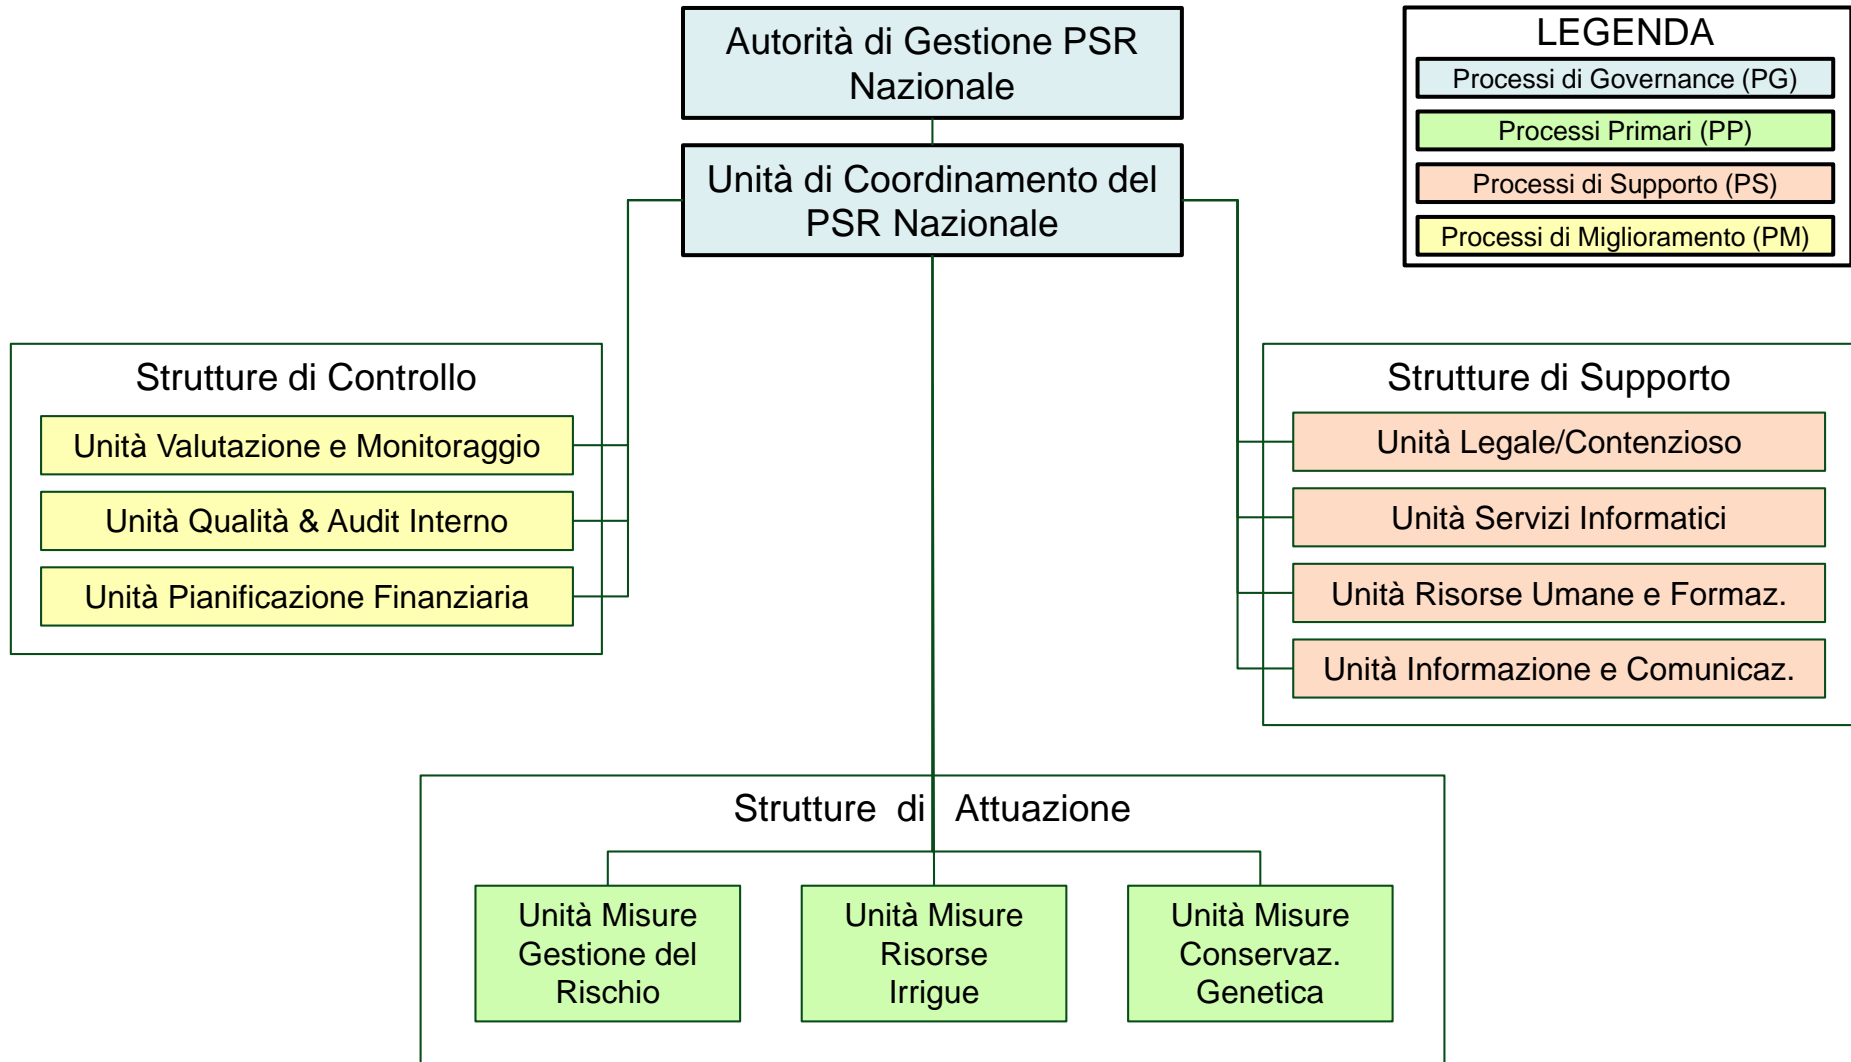 Autorità di Gestione PSR
Nazionale
Unità di Coordinamento del
PSR Nazionale
LEGENDA
Processi di Governance (PG)
Processi Primari (PP)
Processi di Supporto (PS)
Processi di Miglioramento (PM)
Strutture di Controllo
Unità Valutazione e Monitoraggio
Unità Qualità & Audit Interno
Unità Pianificazione Finanziaria
Strutture di Supporto
Unità Legale/Contenzioso
Unità Servizi Informatici
Unità Risorse Umane e Formaz.
Unità Informazione e Comunicaz.
Strutture di Attuazione
Unità Misure
Gestione del
Rischio
Unità Misure
Risorse
Irrigue
Unità Misure
Conservaz.
Genetica